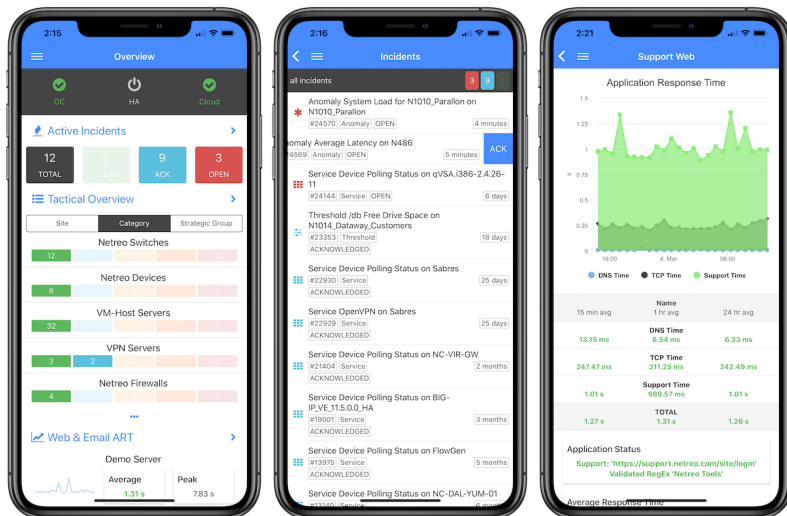 2:15
Overview
OC
HA
Cloud
Active Incidents
12
0
9
3
TOTAL
CLEAR
ACK
OPEN
Tactical Overview
Site
Category
Strategic Group
Netreo Switches
12
Netreo Devices
8
VM-Host Servers
32
VPN Servers
3
2
Netreo Firewalls
4
Web & Email ART
Demo Server
Average
1.31 s
Peak
7.83 s
2:16
Incidents
all incidents
3
9
Anomaly System Load for N1010_Parallon on
N1010_Parallon
#24570 Anomaly OPEN
4 minutes
nomaly Average Latency on N486
24569 Anomaly OPEN
5 minutes
ACK
Service Device Polling Status on qVSA.i386-2.4.26-
11
#24144 Service OPEN
6 days
Threshold /db Free Drive Space on
N1014_Dataway_Customers
#23353 Threshold
18 days
ACKNOWLEDGED
Service Device Polling Status on Sabres
#22930 Service
25 days
ACKNOWLEDGED
Service OpenVPN on Sabres
#22929 Service
25 days
ACKNOWLEDGED
Service Device Polling Status on NC-VIR-GW
#21404 Service
2 months
ACKNOWLEDGED
Service Device Polling Status on BIG-
IP_VE_11.5.0.0_HA
#19001 Service
3 months
ACKNOWLEDGED
Service Device Polling Status on FlowGen
#13975 Service
5 months
ACKNOWLEDGED
Service Device Polling Status on NC-DAL-YUM-01
#13140 Service
6 months
2:21
Support Web
Application Response Time
1.5
1.25
1
0.75
0.5
0.25
0
s
16:00
4. Mar
08:00
DNS Time
TCP Time
Support Time
Name
15 min avg
1 hr avg
24 hr avg
DNS Time
13.15 ms
6.54 ms
6.33 ms
TCP Time
247.47 ms
311.25 ms
242.49 ms
Support Time
1.01 s
989.57 ms
1.01 s
TOTAL
1.27 s
1.31 s
1.26 s
Application Status
Support: 'https://support.netreo.com/site/login'
Validated RegEx 'Netreo Tools'
Average Response Time